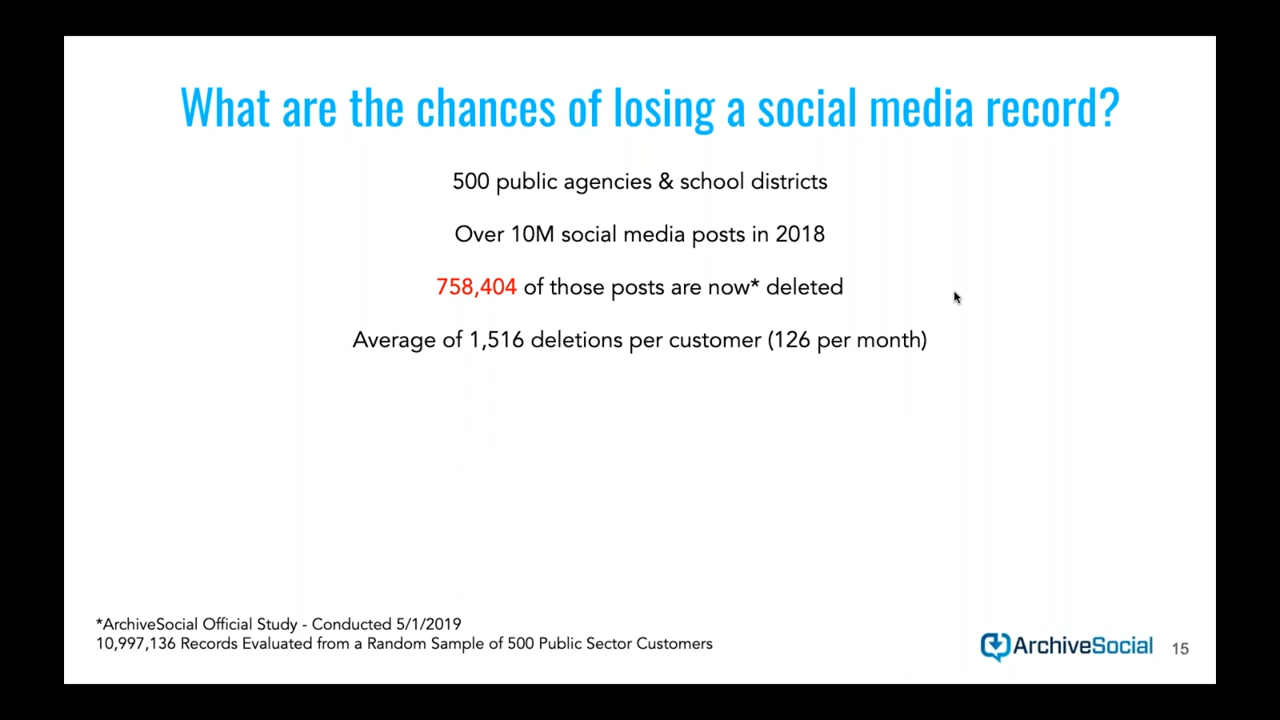 What are the chances of losing a social media record?
500 public agencies & school districts
Over 10M social media posts in 2018
758,404 of those posts are now* deleted
Average of 1,516 deletions per customer (126 per month)
*ArchiveSocial Official Study - Conducted 5/1/2019
10,997,136 Records Evaluated from a Random Sample of 500 Public Sector Customers
ArchiveSocial
15